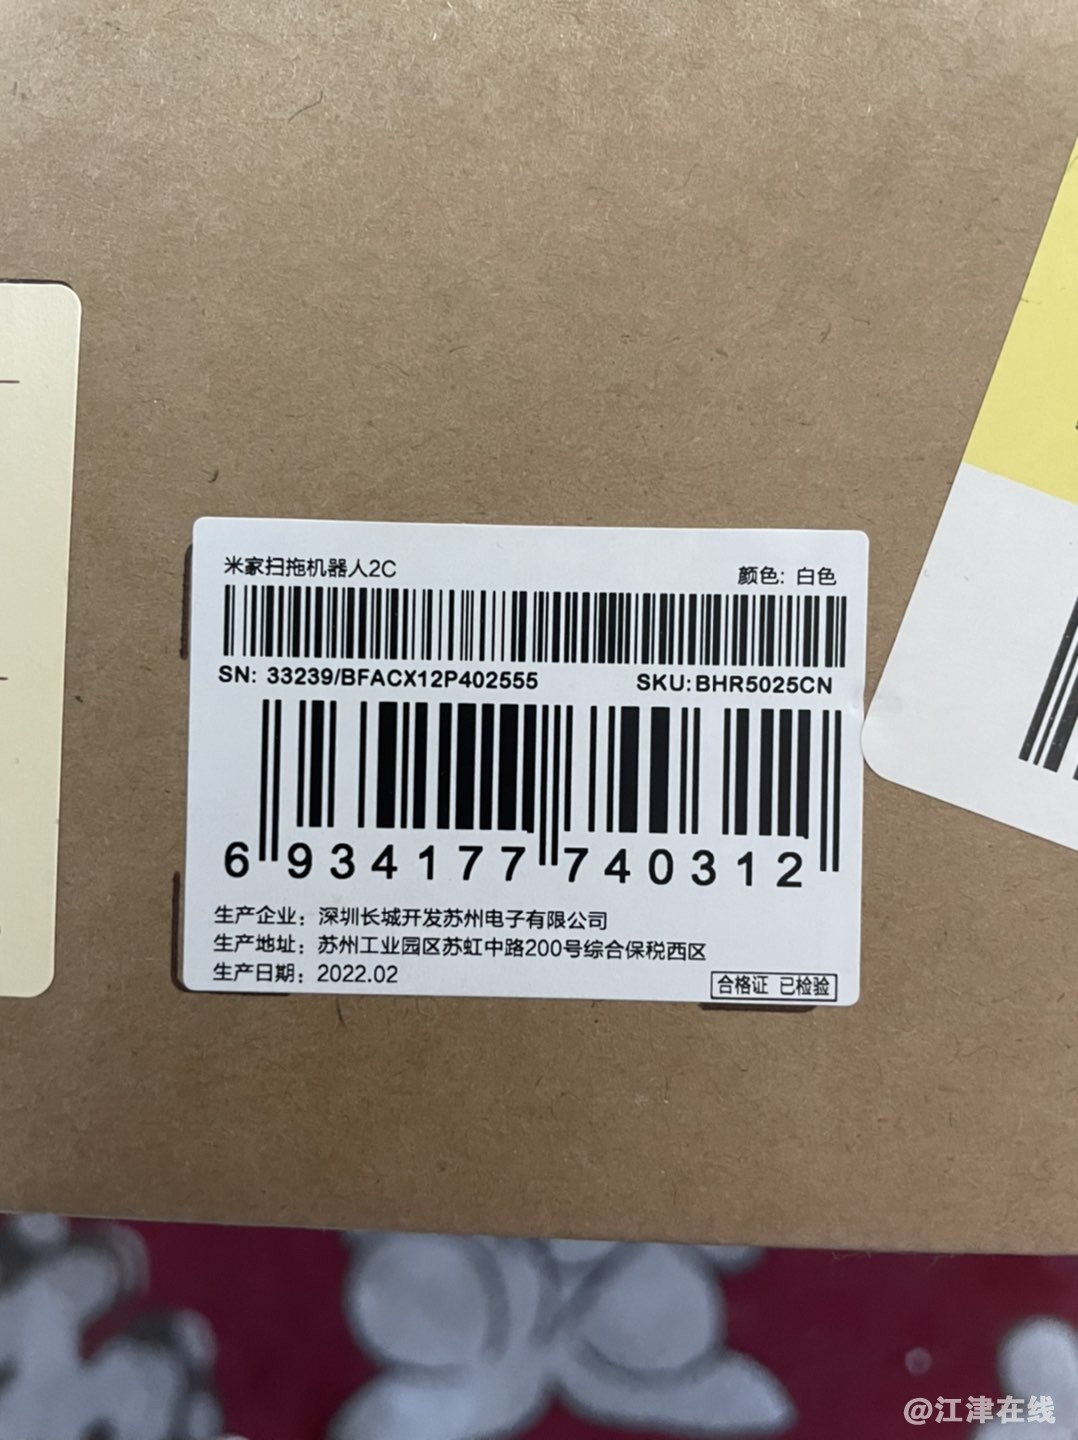 米家扫拖机器人2C
颜色: 白色
SN: 33239/BFACX12P402555
SKU:BHR5025CN
6 934177 740312
生产企业: 深圳长城开发苏州电子有限公司
生产地址: 苏州工业园区苏虹中路200号综合保税西区
生产日期: 2022.02
合格证 已检验
@江津在线